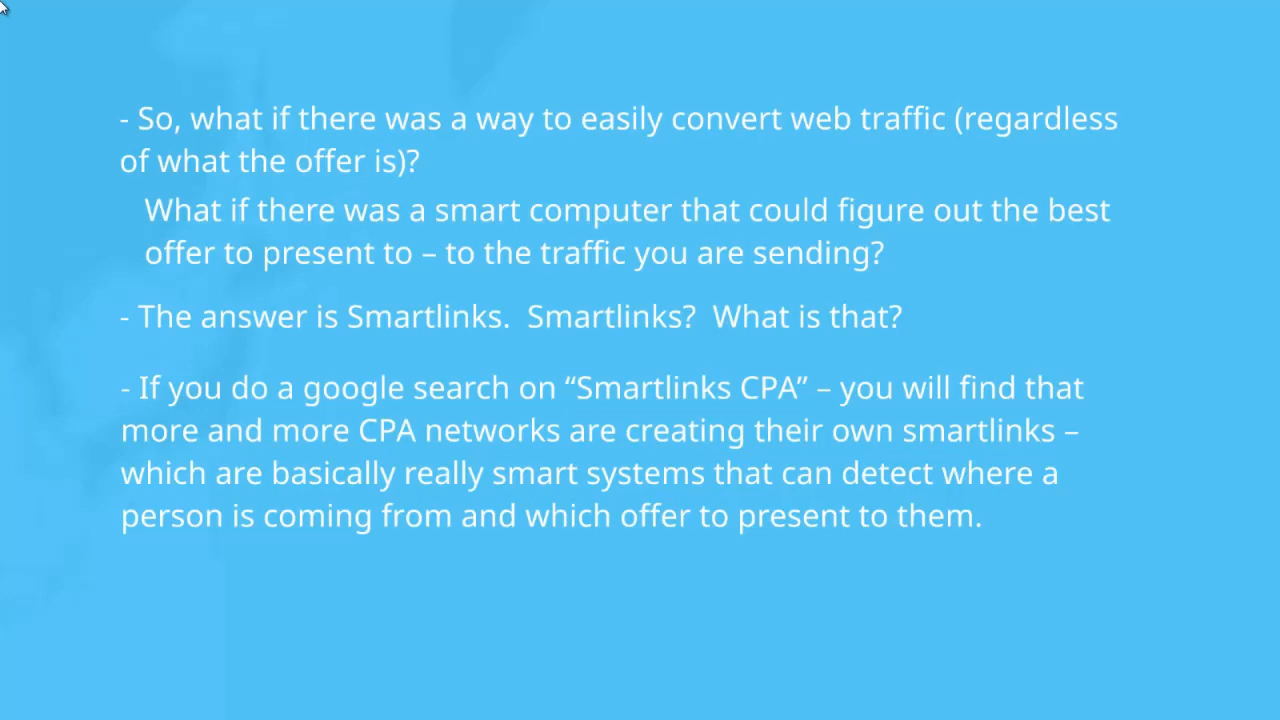 - So, what if there was a way to easily convert web traffic (regardless
of what the offer is)?
What if there was a smart computer that could figure out the best
offer to present to – to the traffic you are sending?
- The answer is Smartlinks.  Smartlinks?  What is that?
- If you do a google search on “Smartlinks CPA” – you will find that
more and more CPA networks are creating their own smartlinks –
which are basically really smart systems that can detect where a
person is coming from and which offer to present to them.